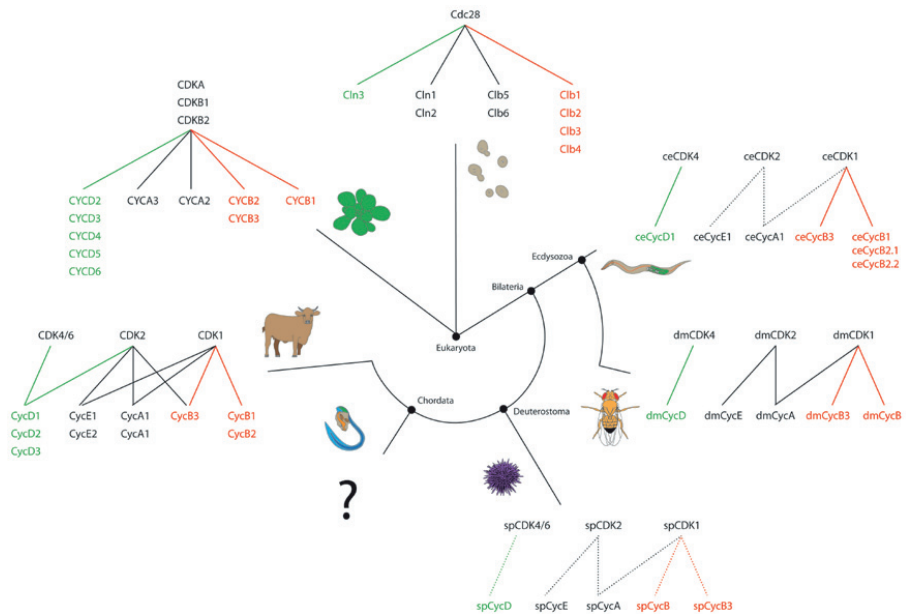 Cdc28
Cln3 Cln1 Clb5 Clb1
Cln2 Clb6 Clb2
Clb3
Clb4
CDKA
CDKB1
CDKB2
CYCD2 CYCA3 CYCA2 CYCB2 CYCB1
CYCD3 CYCB3
CYCD4
CYCD5
CYCD6
ceCDK4 ceCDK2 ceCDK1
ceCycD1 ceCycE1 ceCycA1 ceCycB3 ceCycB1
ceCycB2.1
ceCycB2.2
Ecdysozoa
Bilateria
Eukaryota
CDK4/6 CDK2 CDK1
CycD1 CycE1 CycA1 CycB3 CycB1
CycD2 CycE2 CycA1 CycB2
CycD3
dmCDK4 dmCDK2 dmCDK1
dmCycD dmCycE dmCycA dmCycB3 dmCycB
Chordata
Deuterostoma
?
spCDK4/6 spCDK2 spCDK1
spCycD spCycE spCycA spCycB spCycB3